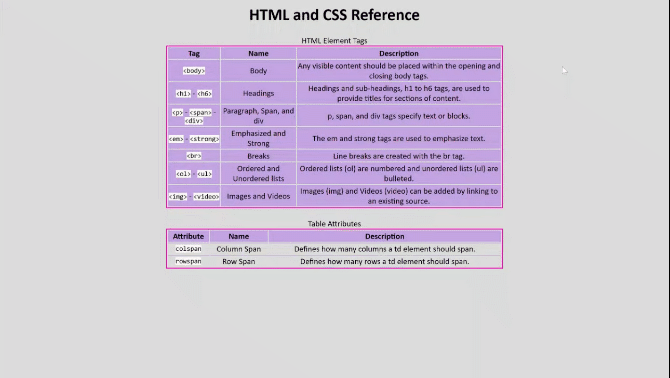 HTML and CSS Reference
HTML Element Tags
Tag Name Description
<body> Body Any visible content should be placed within the opening and
closing body tags.
<h1> - <h6> Headings Headings and sub-headings, h1 to h6 tags, are used to
provide titles for sections of content.
<p> - <span> -
<div> Paragraph, Span, and
div p, span, and div tags specify text or blocks.
<em> - <strong> Emphasized and
Strong The em and strong tags are used to emphasize text.
<br> Breaks Line breaks are created with the br tag.
<ol> - <ul> Ordered and
Unordered lists Ordered lists (ol) are numbered and unordered lists (ul) are
bulleted.
<img> - <video> Images and Videos Images (img) and Videos (video) can be added by linking to
an existing source.
Table Attributes
Attribute Name Description
colspan Column Span Defines how many columns a td element should span.
rowspan Row Span Defines how many rows a td element should span.